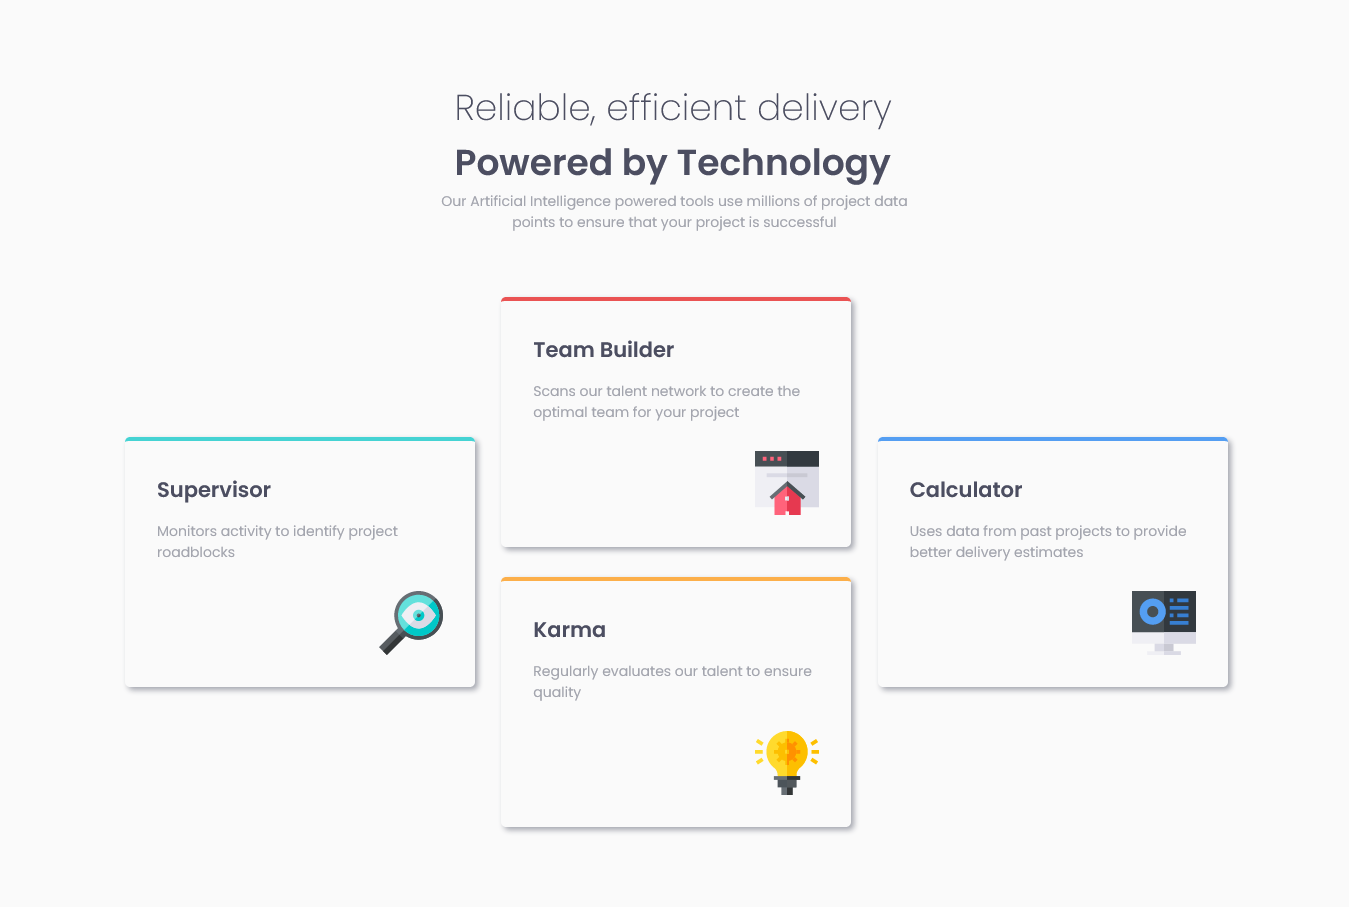 Reliable, efficient delivery
Powered by Technology
Our Artificial Intelligence powered tools use millions of project data
points to ensure that your project is successful
Team Builder
Scans our talent network to create the
optimal team for your project
Supervisor
Monitors activity to identify project
roadblocks
Calculator
Uses data from past projects to provide
better delivery estimates
Karma
Regularly evaluates our talent to ensure
quality